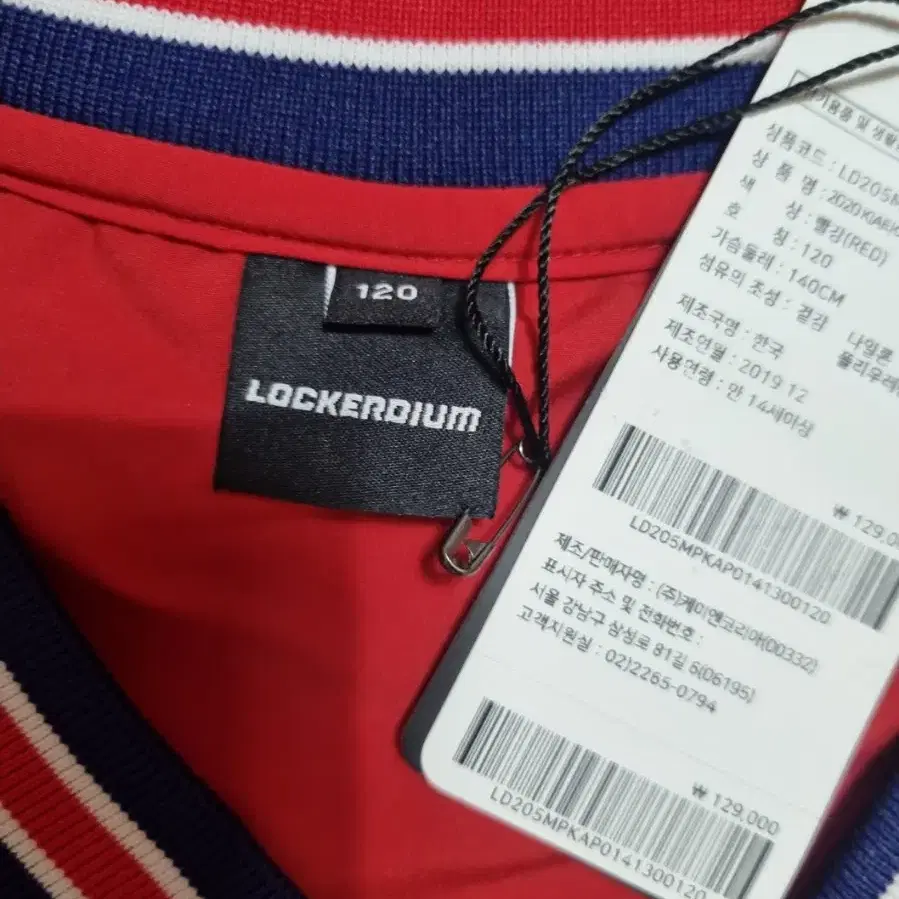 120
LOCKERDIUM
상품코드 : LD205M
상 품 명 : 2020 KIA
색 상 : 빨강(RED)
호 칭 : 120
가슴둘레 : 140CM
섬유의 조성 : 겉감 나일론
폴리우레
제조국명 : 한국
제조연월 : 2019 12
사용연령 : 만 14세이상
₩ 129,0
LD205MPKAP0141300120
제조/판매자명 : (주)케이엔코리아(00332)
표시자 주소 및 전화번호 :
서울 강남구 삼성로 81길 6(06195)
고객지원실 : 02)2265-0794
₩ 129,000
LD205MPKAP0141300120